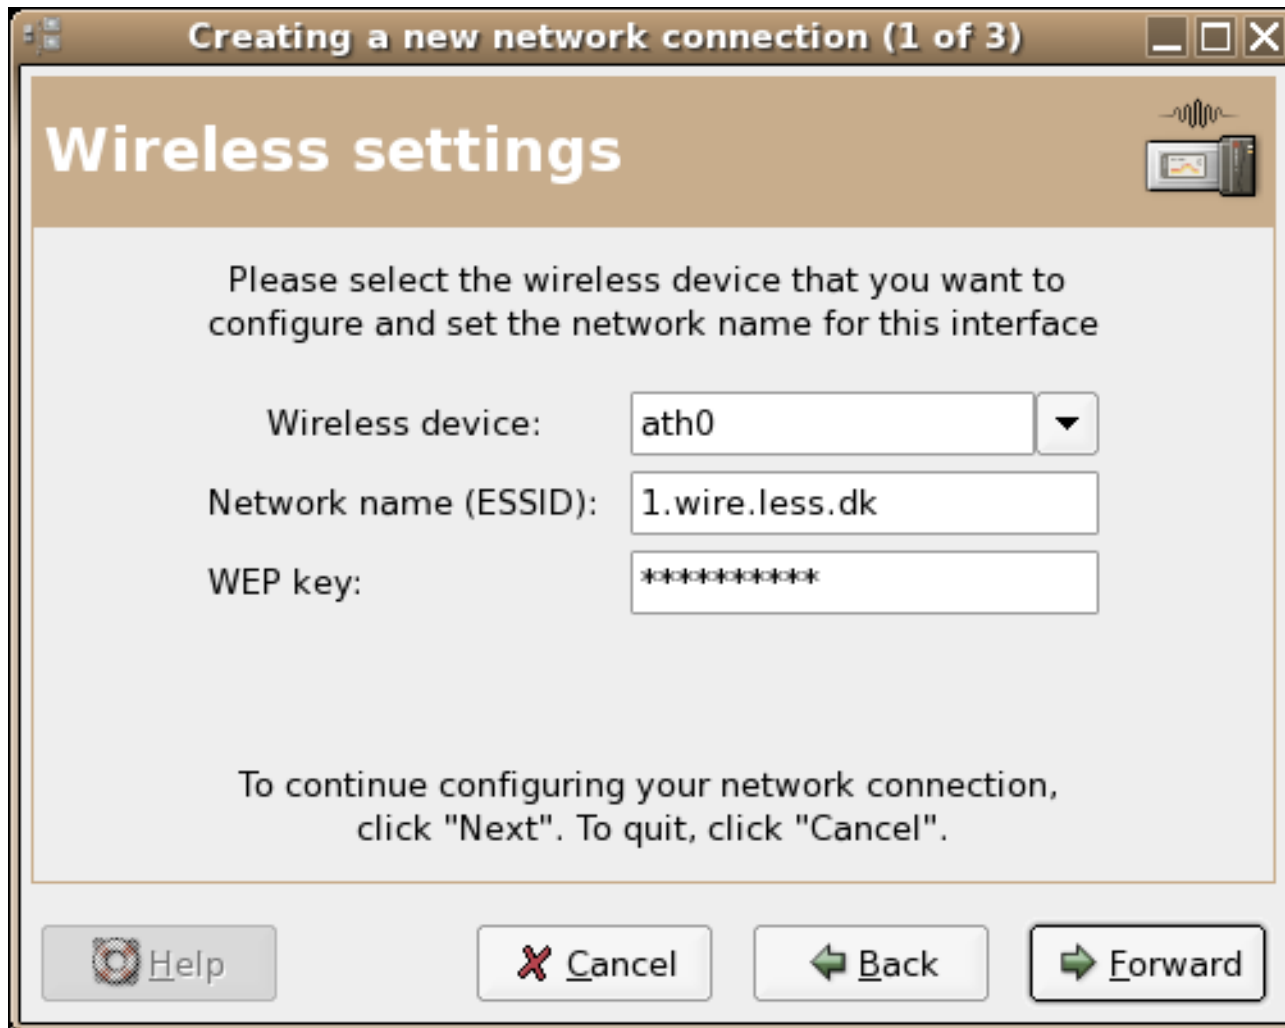 Creating a new network connection (1 of 3)
Wireless settings
Please select the wireless device that you want to
configure and set the network name for this interface
Wireless device: ath0
Network name (ESSID): 1.wire.less.dk
WEP key: **********
To continue configuring your network connection,
click "Next". To quit, click "Cancel".
Help Cancel Back Forward